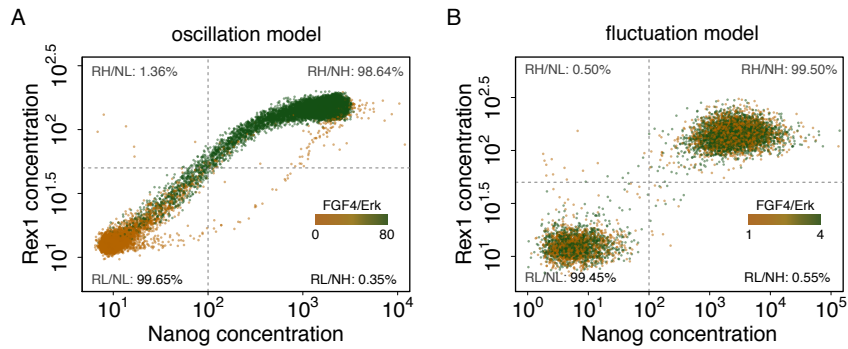 A
oscillation model
RH/NL: 1.36%
RH/NH: 98.64%
RL/NL: 99.65%
RL/NH: 0.35%
FGF4/Erk
0
80
Rex1 concentration
10^2.5
10^2
10^1.5
10^1
10^1
10^2
10^3
10^4
Nanog concentration
B
fluctuation model
RH/NL: 0.50%
RH/NH: 99.50%
RL/NL: 99.45%
RL/NH: 0.55%
FGF4/Erk
1
4
Rex1 concentration
10^2.5
10^2
10^1.5
10^1
10^0
10^1
10^2
10^3
10^4
10^5
Nanog concentration